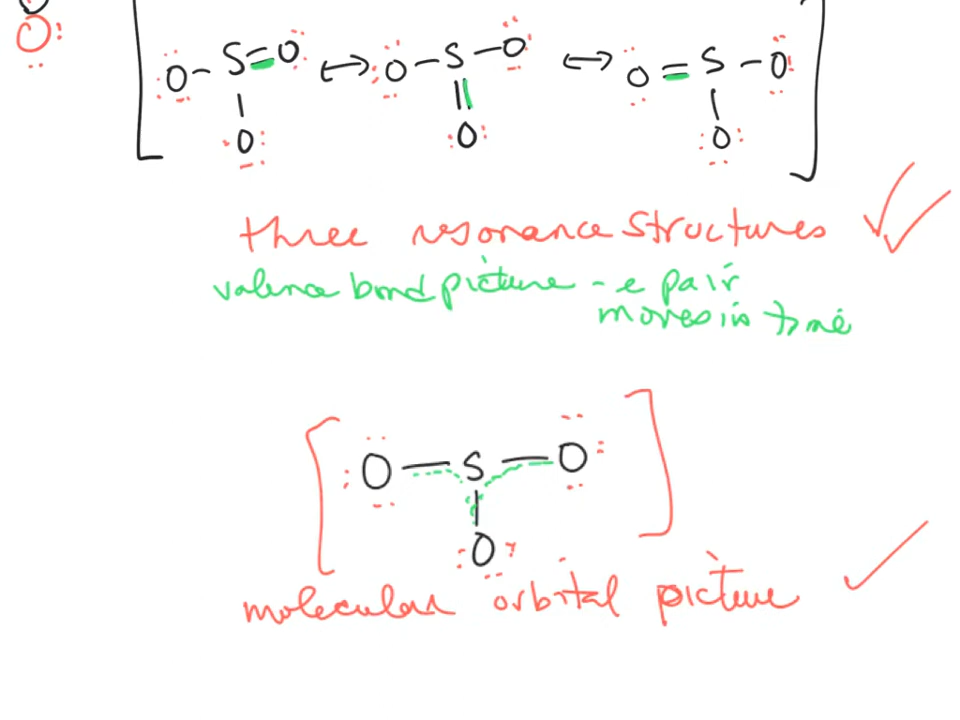 O:
O - S = O ↔ O - S - O ↔ O = S - O
O O O
three resonance structures
valence bond picture - e pair
moves in time
O - S - O
O
molecular orbital picture